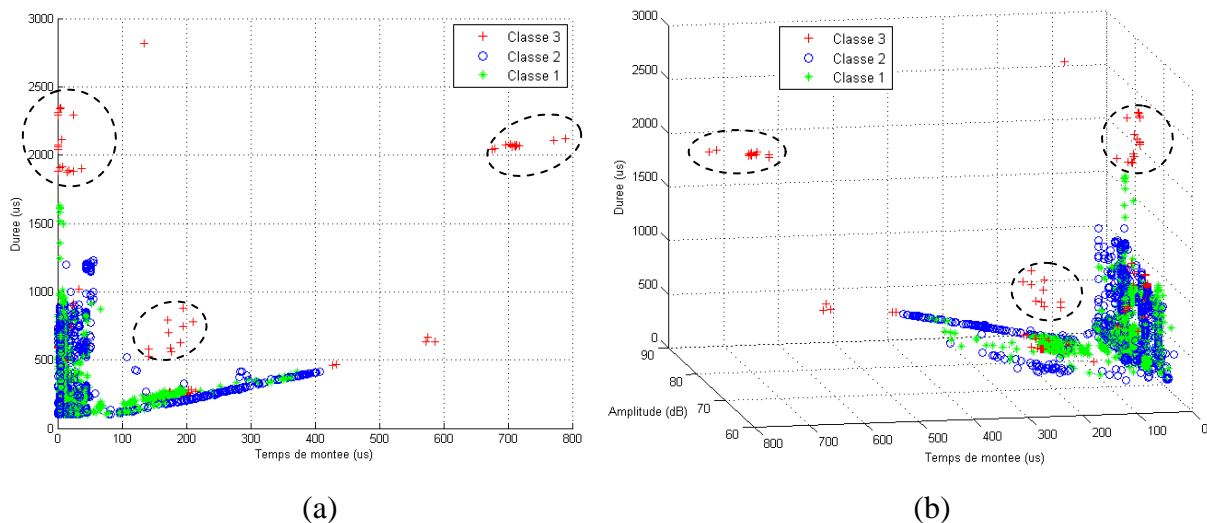 3000
2500
2000
1500
1000
500
0
Duree (us)
0 100 200 300 400 500 600 700 800
Temps de montee (us)
Classe 3
Classe 2
Classe 1
(a)
3000
2500
2000
1500
1000
500
0
Duree (us)
90
80
70
60
Amplitude (dB)
800 700 600 500 400 300 200 100 0
Temps de montee (us)
Classe 3
Classe 2
Classe 1
(b)